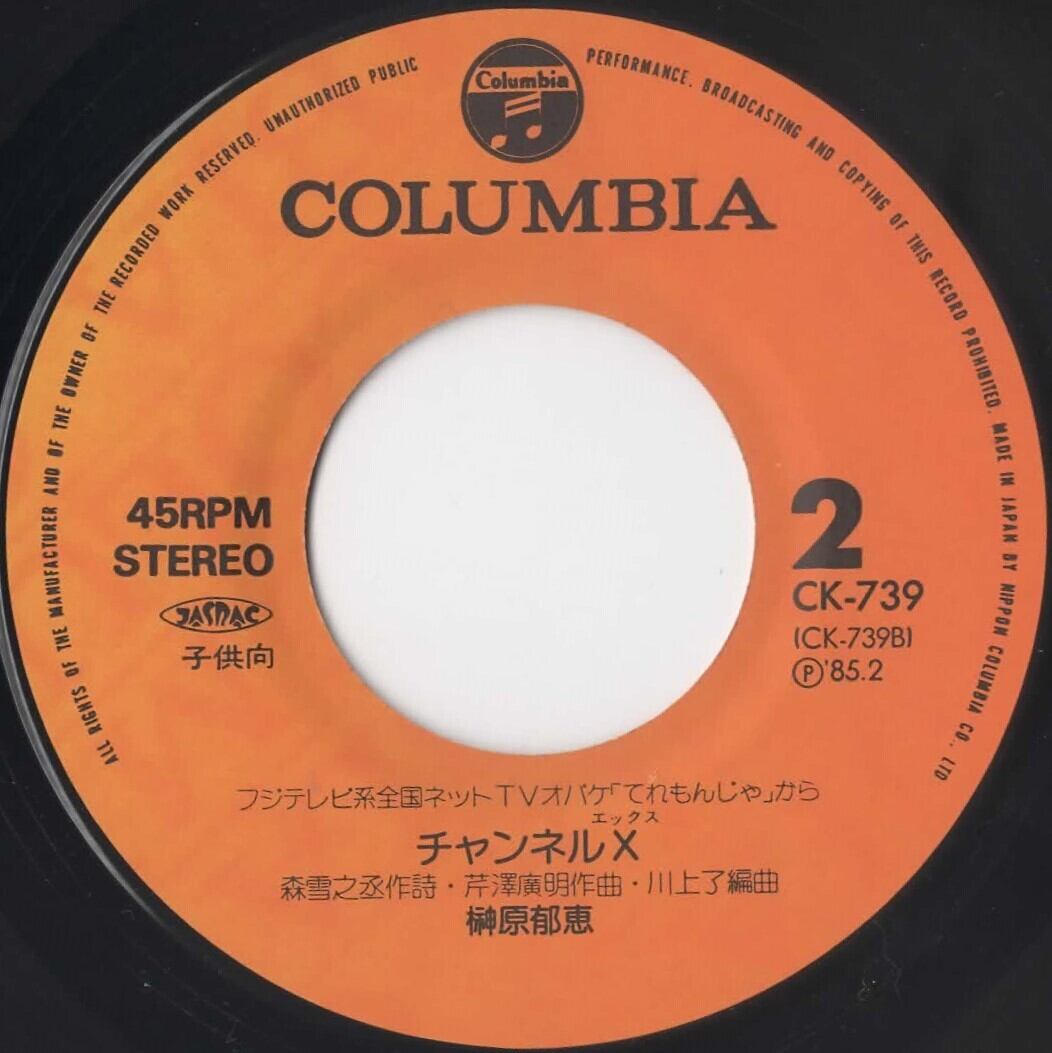 ALL RIGHTS OF THE MANUFACTURER AND OF THE OWNER OF THE RECORDED WORK RESERVED. UNAUTHORIZED PUBLIC PERFORMANCE. BROADCASTING AND COPYING OF THIS RECORD PROHIBITED. MADE IN JAPAN BY NIPPON COLUMBIA CO., LTD
Columbia
COLUMBIA
45RPM
STEREO
JASRAC
子供向
2
CK-739
(CK-739B)
Ⓟ'85.2
フジテレビ系全国ネットTVオバケ「てれもんじゃ」から
エックス
チャンネルX
森雪之丞作詩・芹澤廣明作曲・川上了編曲
榊原郁恵